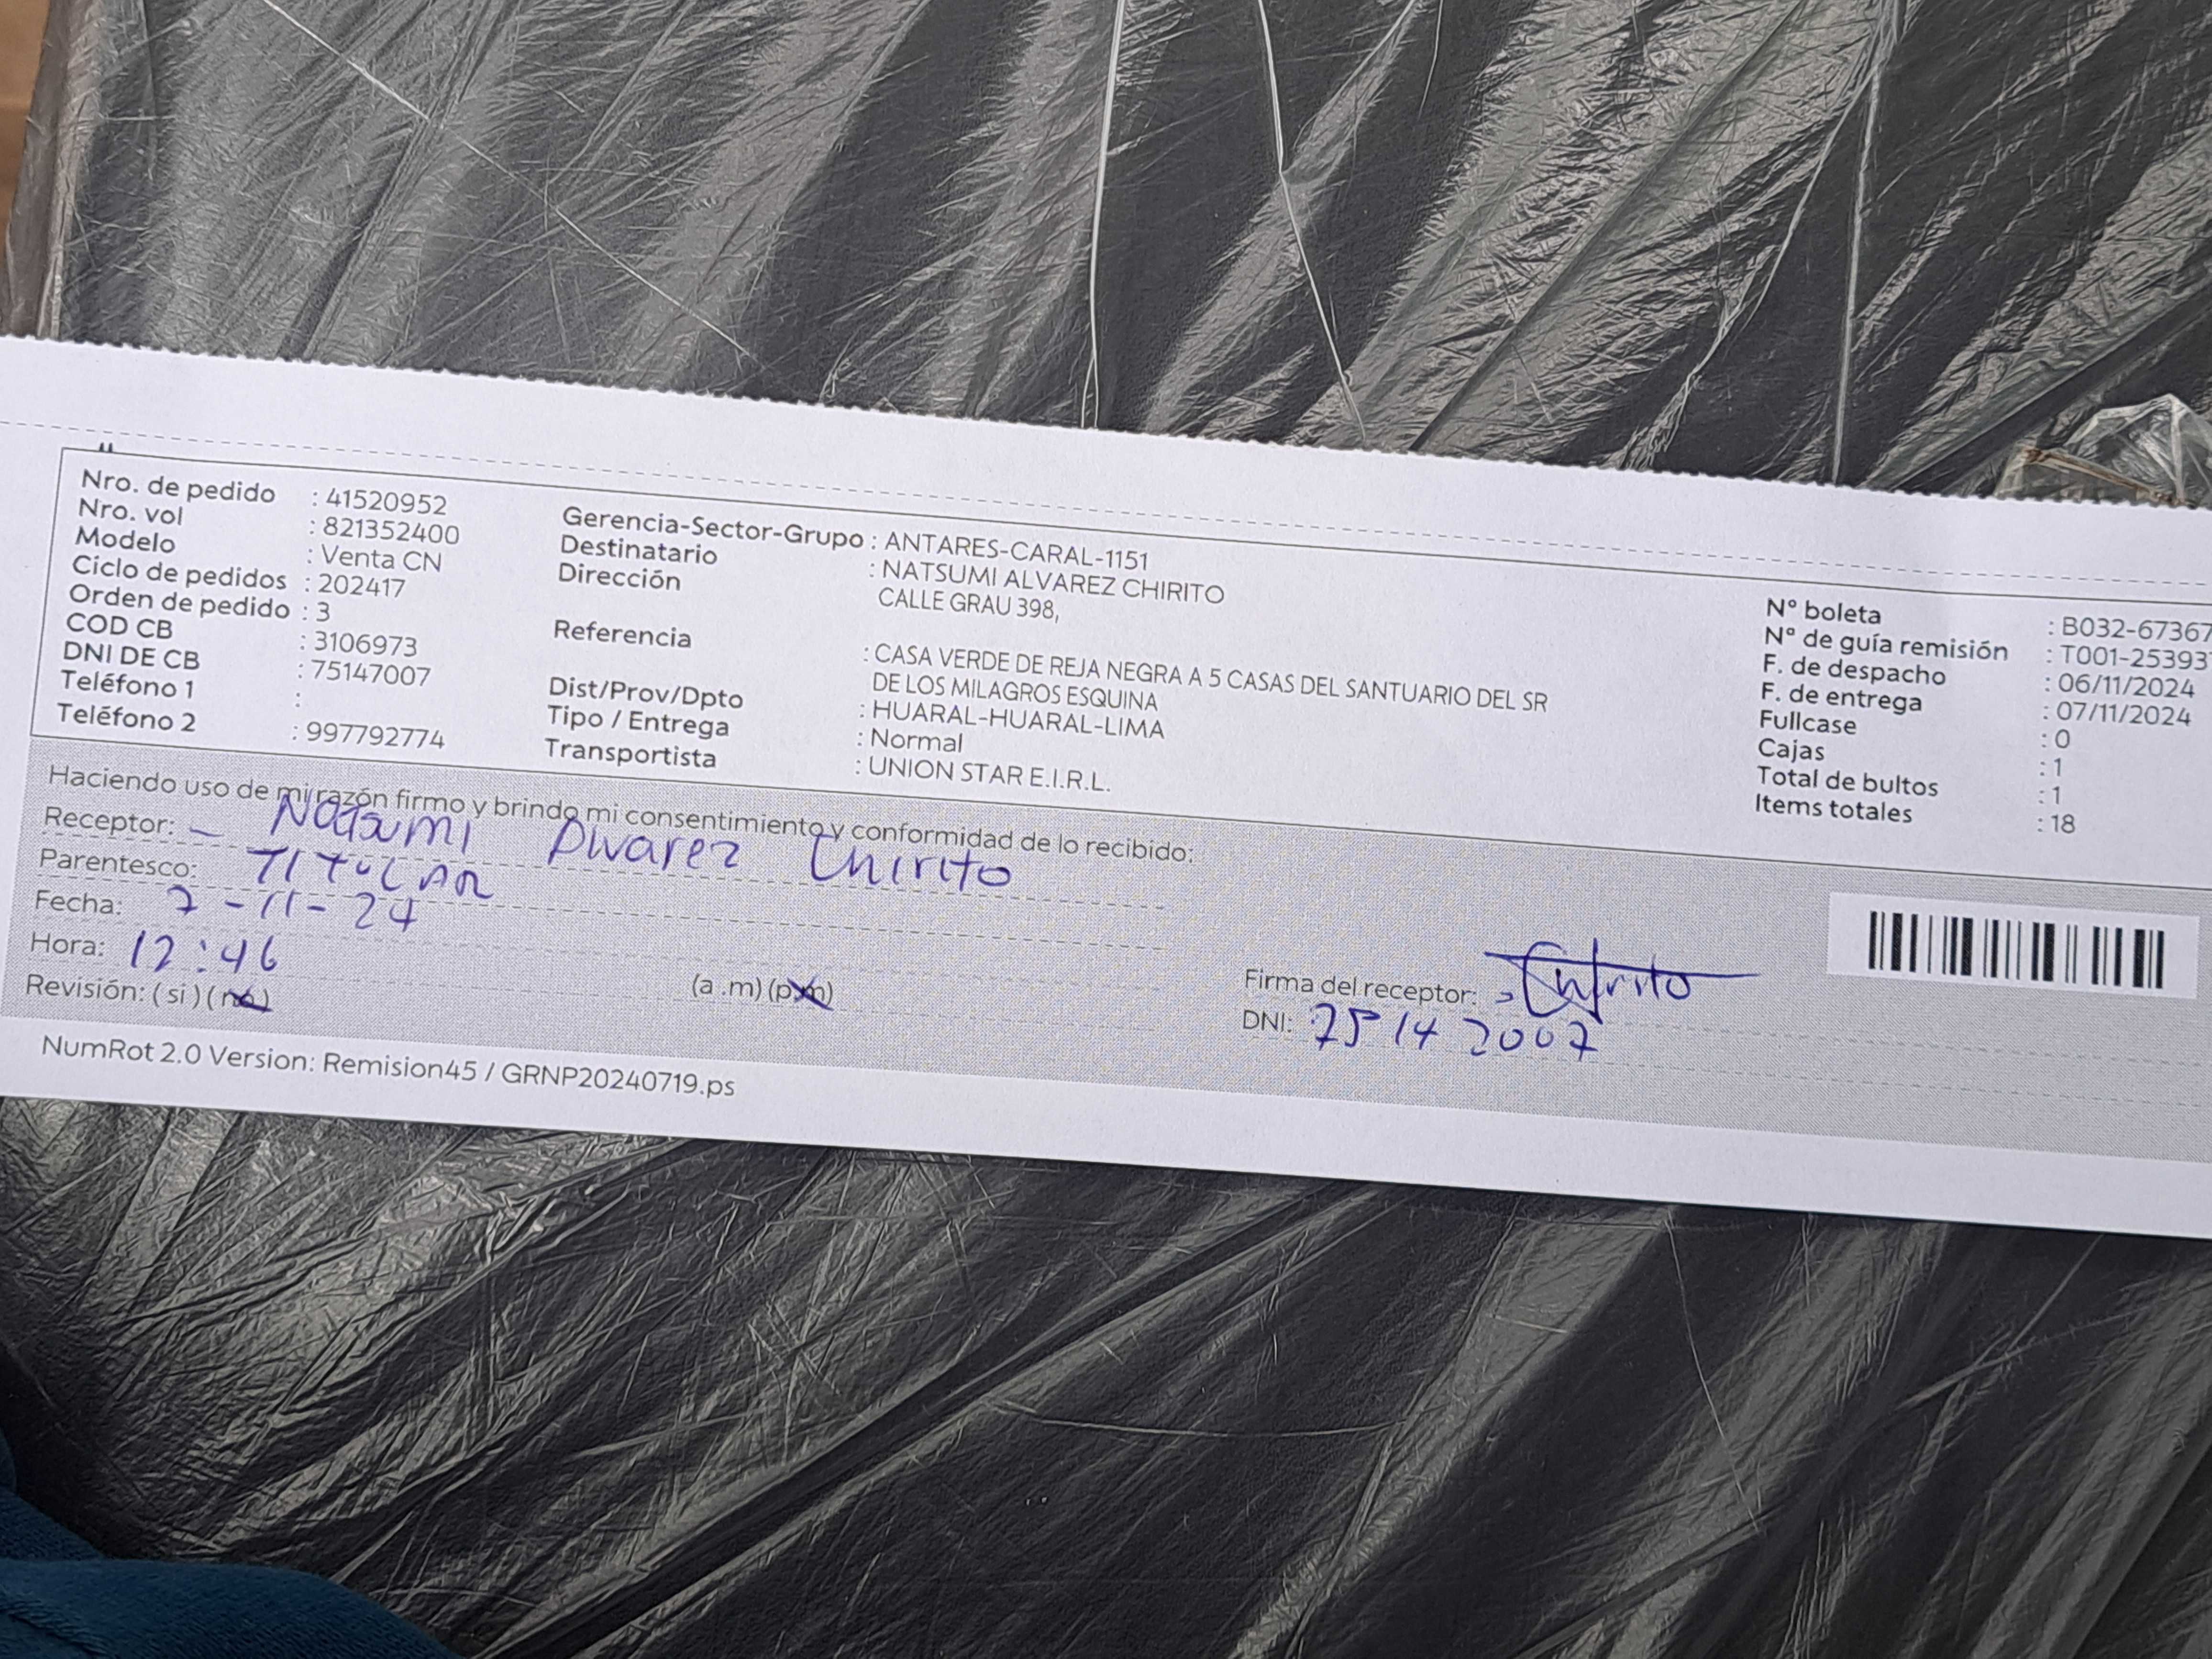 Nro. de pedido : 41520952
Nro. vol : 821352400
Modelo : Venta CN
Ciclo de pedidos : 202417
Orden de pedido : 3
COD CB : 3106973
DNI DE CB : 75147007
Teléfono 1 :
Teléfono 2 : 997792774
Gerencia-Sector-Grupo : ANTARES-CARAL-1151
Destinatario : NATSUMI ALVAREZ CHIRITO
Dirección CALLE GRAU 398,
Referencia : CASA VERDE DE REJA NEGRA A 5 CASAS DEL SANTUARIO DEL SR
DE LOS MILAGROS ESQUINA
Dist/Prov/Dpto : HUARAL-HUARAL-LIMA
Tipo / Entrega : Normal
Transportista : UNION STAR E.I.R.L.
N° boleta : B032-67367
N° de guía remisión : T001-25393
F. de despacho : 06/11/2024
F. de entrega : 07/11/2024
Fullcase : 0
Cajas : 1
Total de bultos : 1
Items totales : 18
Haciendo uso de mi razón firmo y brindo mi consentimiento y conformidad de lo recibido:
Receptor: Natsumi Alvarez Chirito
Parentesco: TITULAR
Fecha: 7-11-24
Hora: 12:46 (a .m) (p.m)
Revisión: ( si ) ( no )
Firma del receptor: Chirito
DNI: 75147007
NumRot 2.0 Version: Remision45 / GRNP20240719.ps